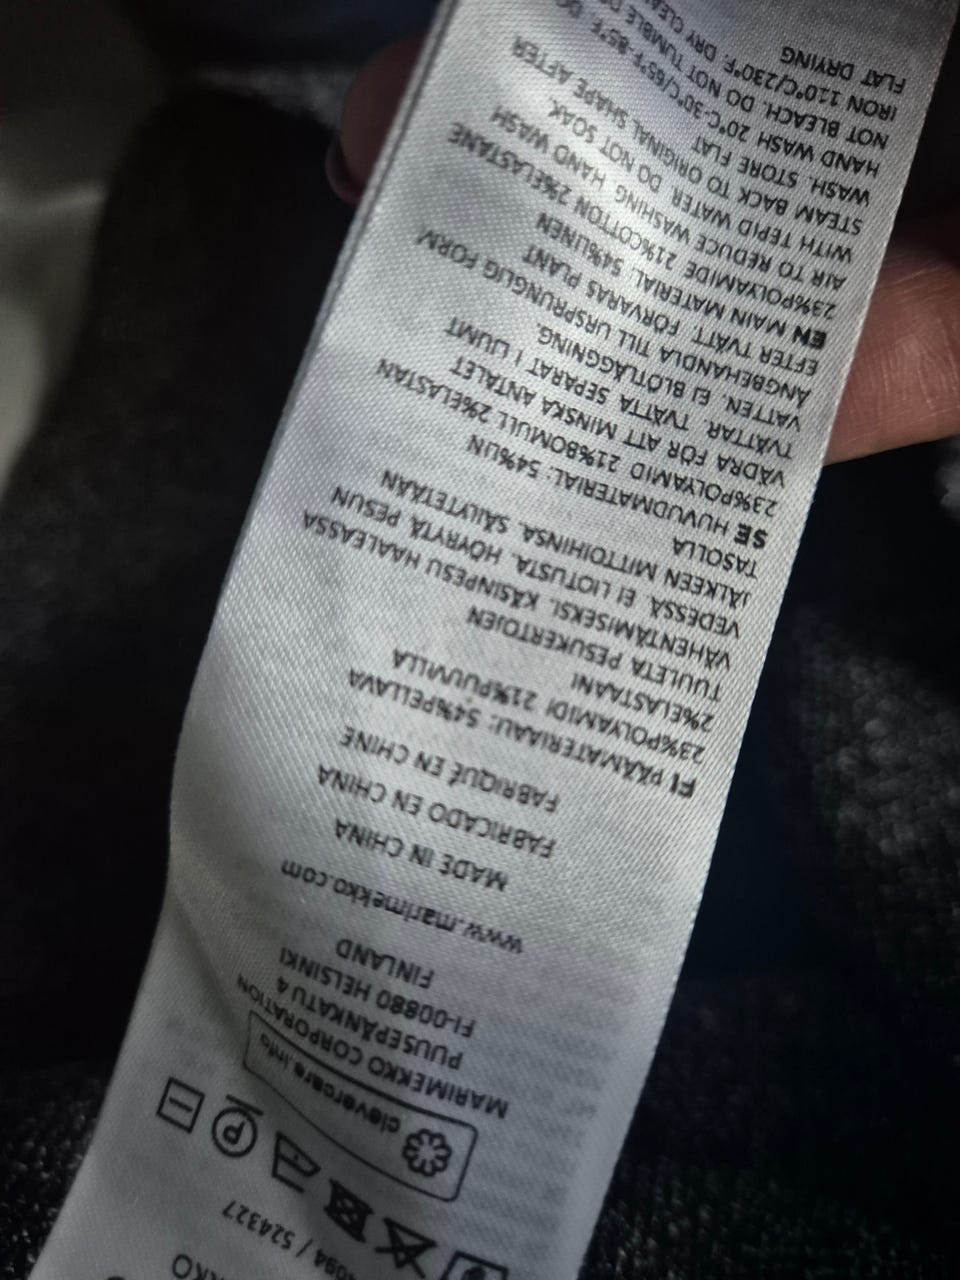 RKKO
4094 / 524327
clevercare.info
MARIMEKKO CORPORATION
PUUSEPÄNKATU 4
FI-00880 HELSINKI
FINLAND
www.marimekko.com
MADE IN CHINA
FABRICADO EN CHINA
FABRIQUÉ EN CHINE
FI PÄÄMATERIAALI: 54%PELLAVA
23%POLYAMIDI 21%PUUVILLA
2%ELASTAANI
TUULETA PESUKERTOJEN
VÄHENTÄMISEKSI. KÄSINPESU HAALEASSA
VEDESSÄ. EI LIOTUSTA. HÖYRYTÄ PESUN
JÄLKEEN MITTOIHINSA, SÄILYTETÄÄN
TASOLLA
SE HUVUDMATERIAL: 54%LIN
23%POLYAMID 21%BOMULL 2%ELASTAN
VÄDRA FÖR ATT MINSKA ANTALET
TVÄTTAR. TVÄTTA SEPARAT I LJUMT
VATTEN. EJ BLÖTLÄGGNING.
ÅNGBEHANDLA TILL URSPRUNGLIG FORM
EFTER TVÄTT. FÖRVARAS PLANT
EN MAIN MATERIAL: 54%LINEN
23%POLYAMIDE 21%COTTON 2%ELASTANE
AIR TO REDUCE WASHING. HAND WASH
WITH TEPID WATER. DO NOT SOAK.
STEAM BACK TO ORIGINAL SHAPE AFTER
WASH. STORE FLAT
HAND WASH 20°C-30°C/65°F-85°F. DO
NOT BLEACH. DO NOT TUMBLE
IRON 110°C/230°F. DRY
FLAT DRYING